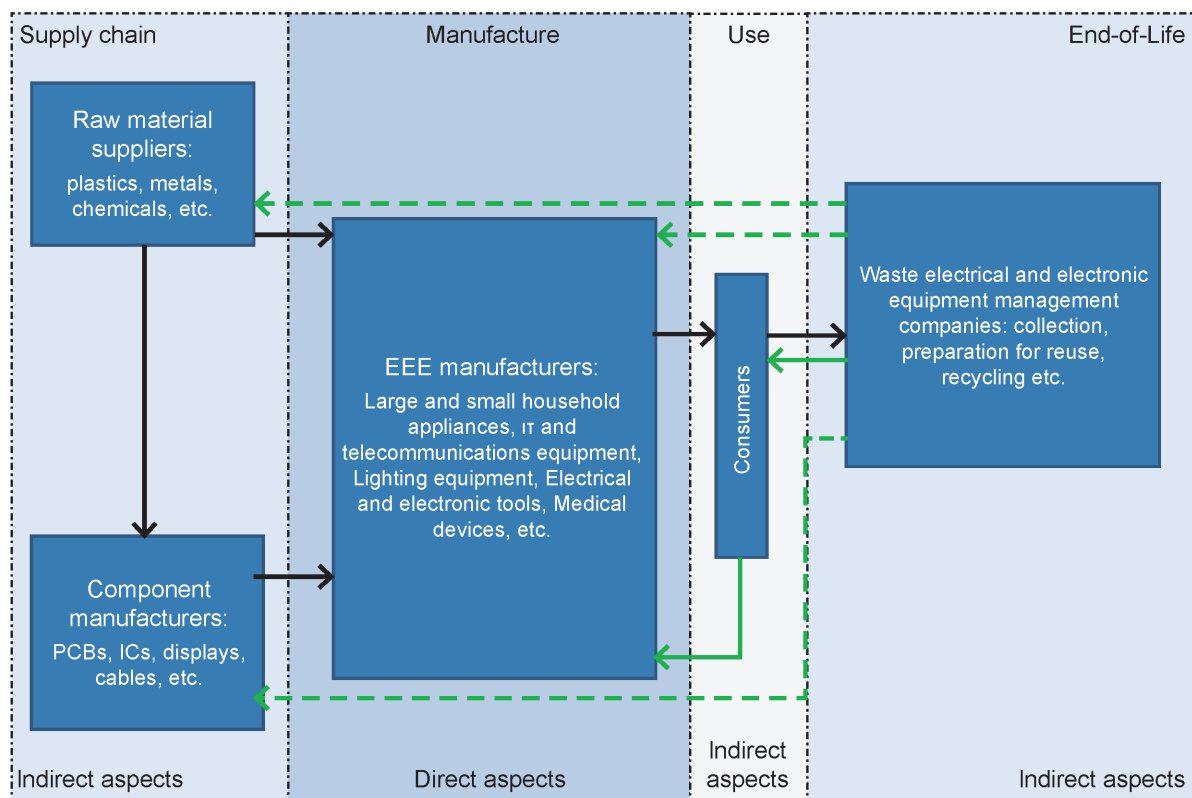 Supply chain
Manufacture
Use
End-of-Life
Raw material
suppliers:
plastics, metals,
chemicals, etc.
EEE manufacturers:
Large and small household
appliances, IT and
telecommunications equipment,
Lighting equipment, Electrical
and electronic tools, Medical
devices, etc.
Consumers
Waste electrical and electronic
equipment management
companies: collection,
preparation for reuse,
recycling etc.
Component
manufacturers:
PCBs, ICs, displays,
cables, etc.
Indirect aspects
Direct aspects
Indirect
aspects
Indirect aspects